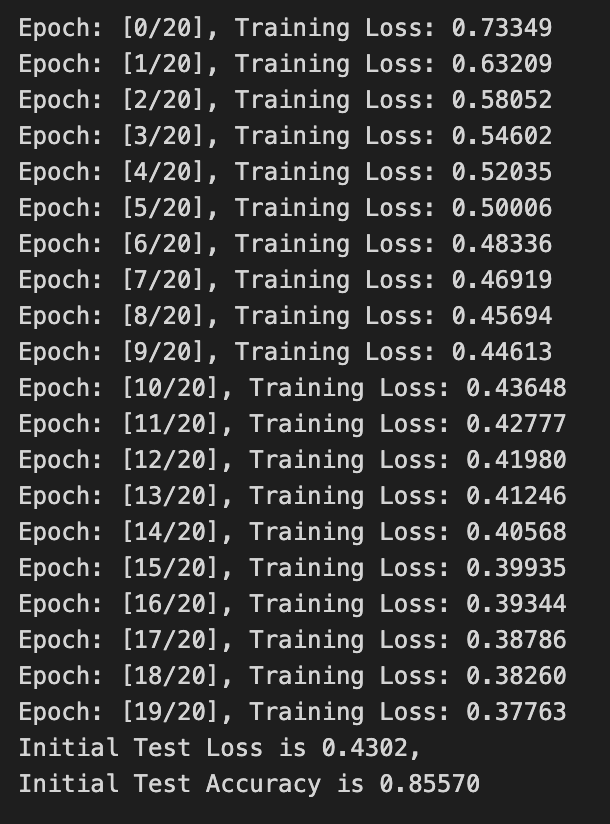 Epoch: [0/20], Training Loss: 0.73349
Epoch: [1/20], Training Loss: 0.63209
Epoch: [2/20], Training Loss: 0.58052
Epoch: [3/20], Training Loss: 0.54602
Epoch: [4/20], Training Loss: 0.52035
Epoch: [5/20], Training Loss: 0.50006
Epoch: [6/20], Training Loss: 0.48336
Epoch: [7/20], Training Loss: 0.46919
Epoch: [8/20], Training Loss: 0.45694
Epoch: [9/20], Training Loss: 0.44613
Epoch: [10/20], Training Loss: 0.43648
Epoch: [11/20], Training Loss: 0.42777
Epoch: [12/20], Training Loss: 0.41980
Epoch: [13/20], Training Loss: 0.41246
Epoch: [14/20], Training Loss: 0.40568
Epoch: [15/20], Training Loss: 0.39935
Epoch: [16/20], Training Loss: 0.39344
Epoch: [17/20], Training Loss: 0.38786
Epoch: [18/20], Training Loss: 0.38260
Epoch: [19/20], Training Loss: 0.37763
Initial Test Loss is 0.4302,
Initial Test Accuracy is 0.85570